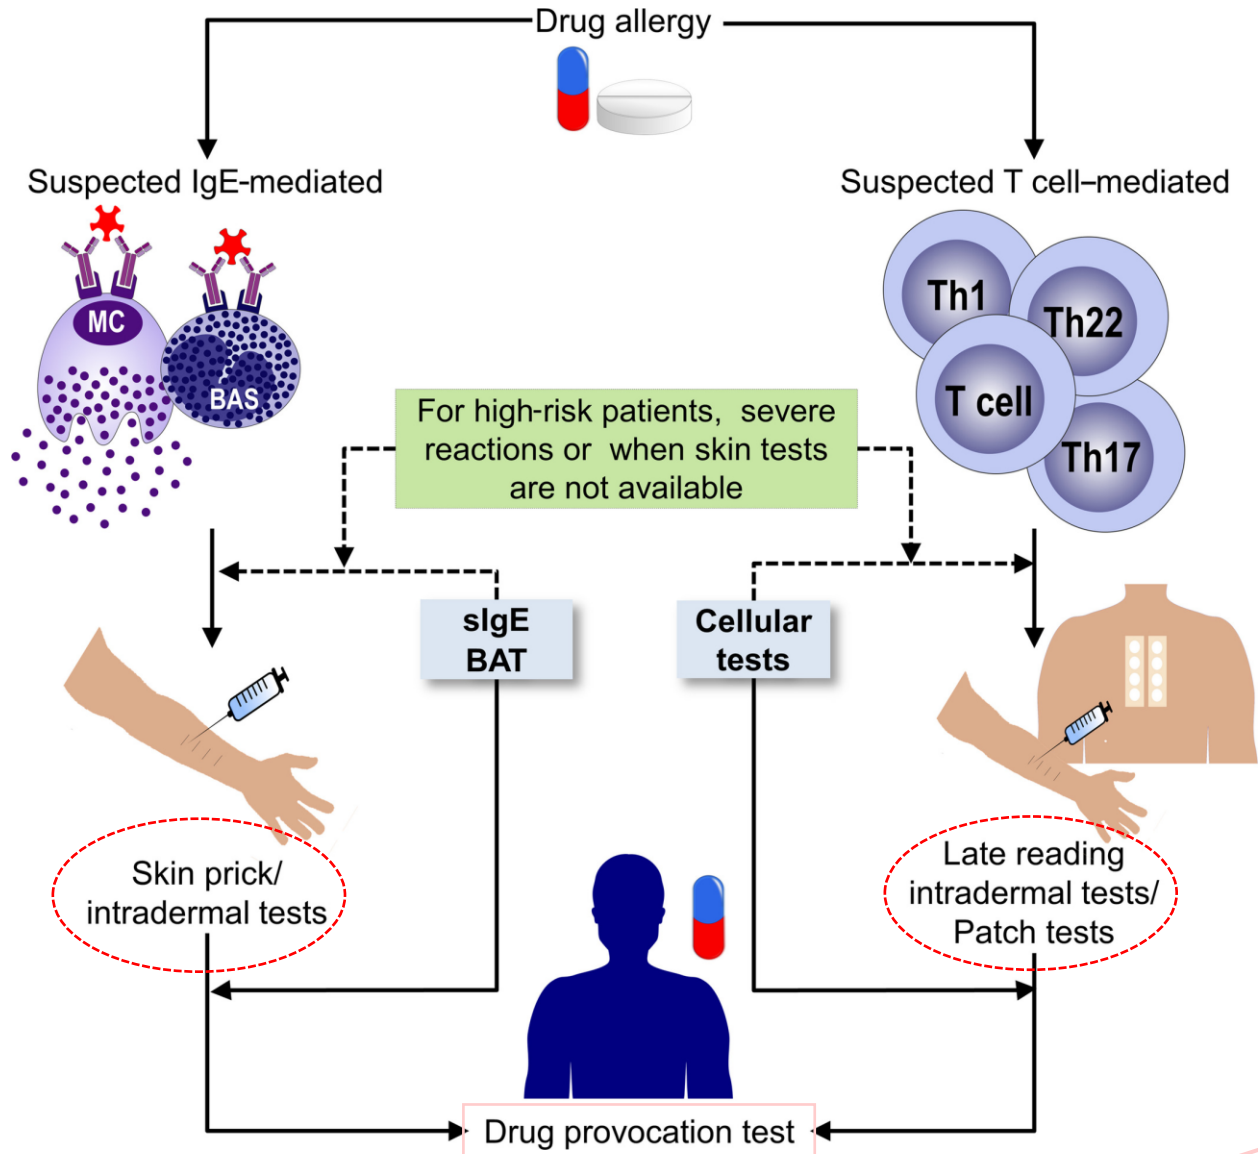 Drug allergy
Suspected IgE-mediated
Suspected T cell–mediated
MC
BAS
Th1
Th22
T cell
Th17
For high-risk patients, severe
reactions or when skin tests
are not available
sIgE
BAT
Cellular
tests
Skin prick/
intradermal tests
Late reading
intradermal tests/
Patch tests
Drug provocation test